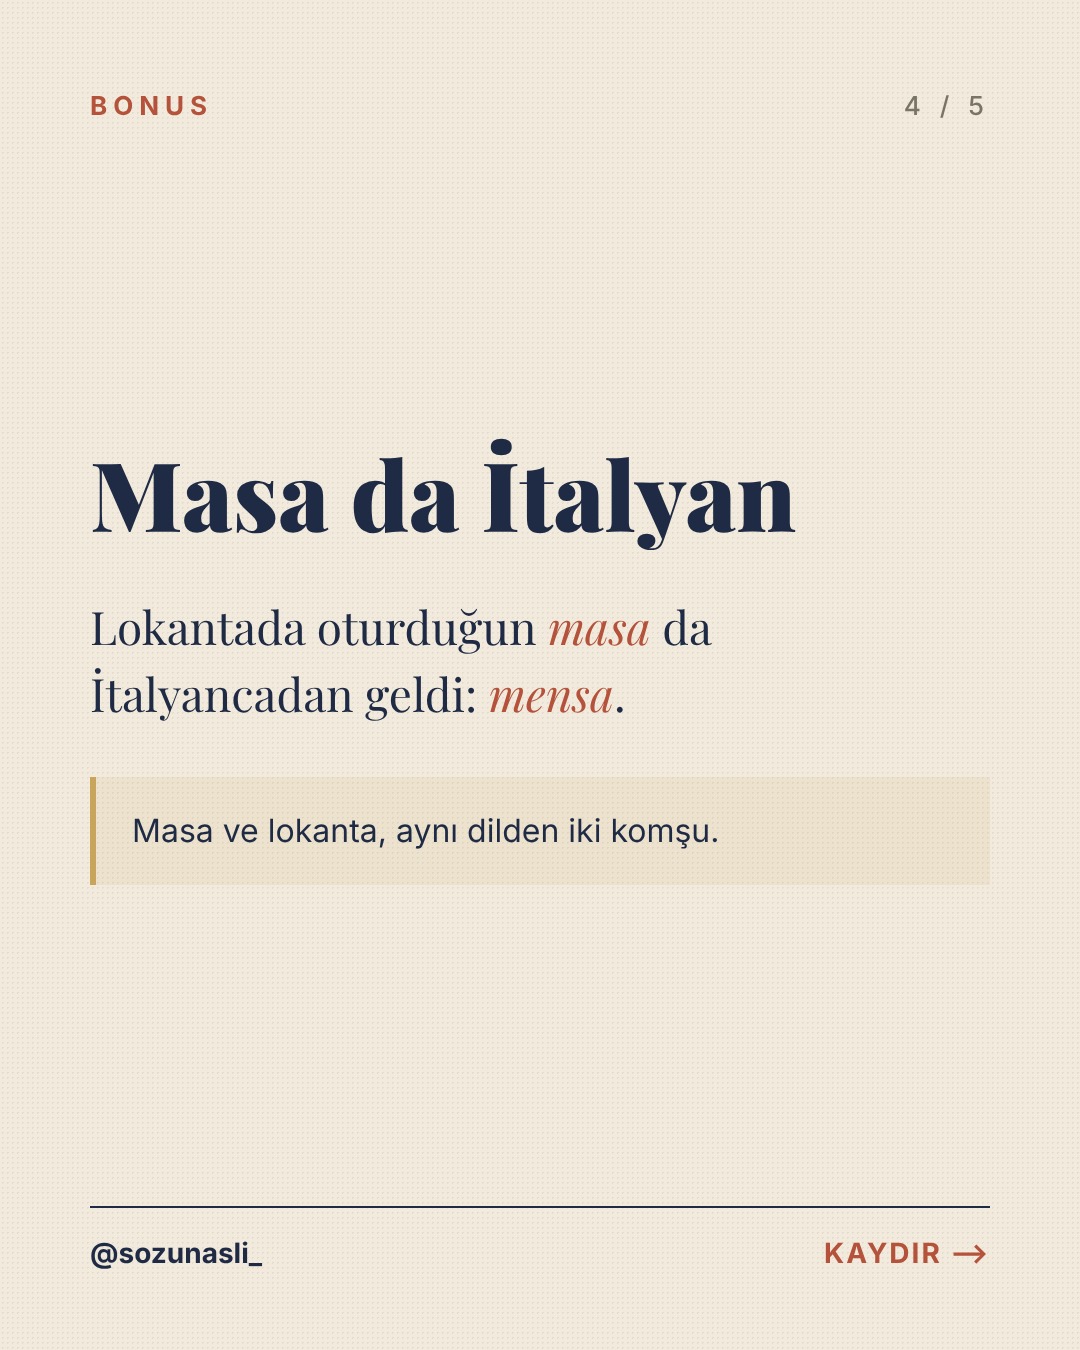 BONUS
4 / 5
Masa da İtalyan
Lokantada oturduğun masa da
İtalyancadan geldi: mensa.
Masa ve lokanta, aynı dilden iki komşu.
@sozunasli_
KAYDIR →